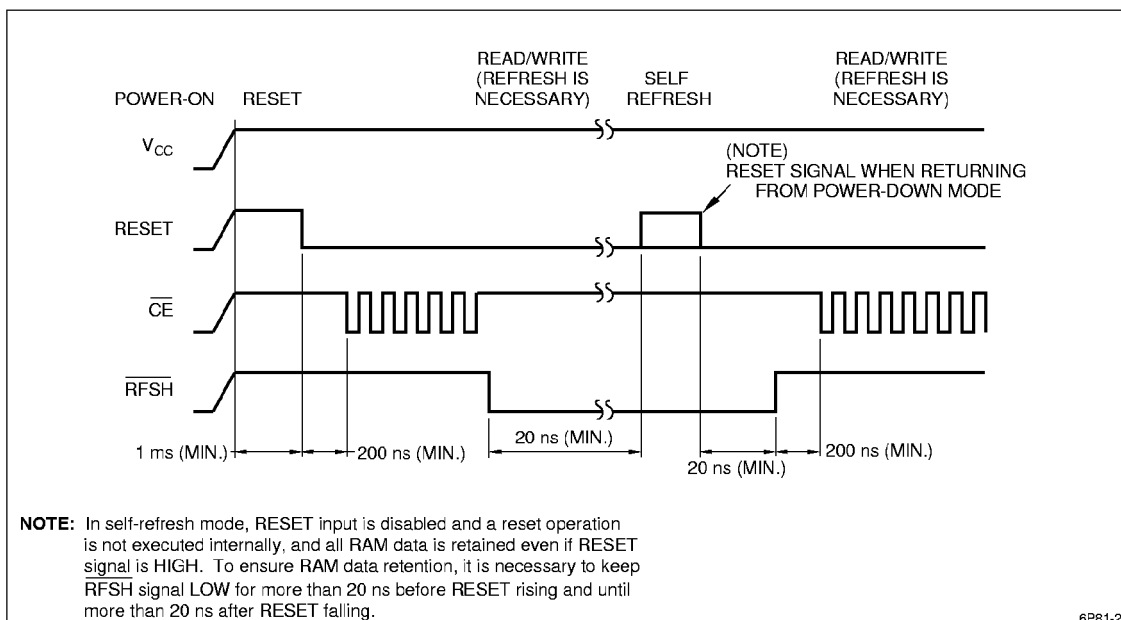 READ/WRITE
(REFRESH IS
NECESSARY)
SELF
REFRESH
READ/WRITE
(REFRESH IS
NECESSARY)
POWER-ON
RESET
VCC
(NOTE)
RESET SIGNAL WHEN RETURNING
FROM POWER-DOWN MODE
RESET
CE
RFSH
1 ms (MIN.)
200 ns (MIN.)
20 ns (MIN.)
20 ns (MIN.)
200 ns (MIN.)
NOTE: In self-refresh mode, RESET input is disabled and a reset operation
is not executed internally, and all RAM data is retained even if RESET
signal is HIGH. To ensure RAM data retention, it is necessary to keep
RFSH signal LOW for more than 20 ns before RESET rising and until
more than 20 ns after RESET falling.
6P81-2